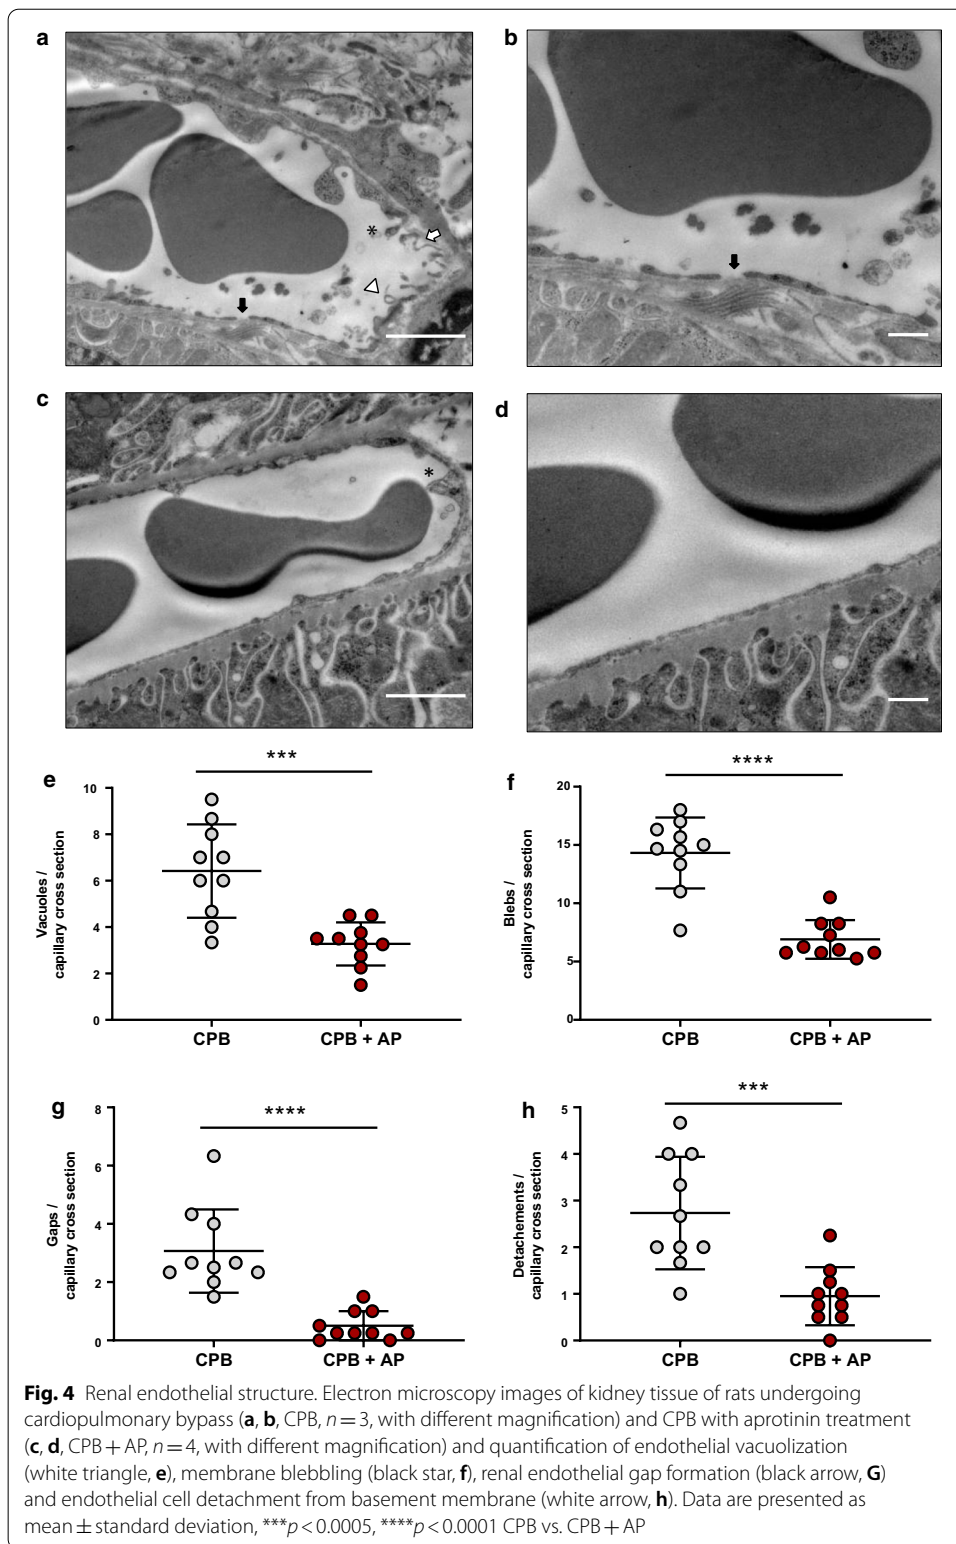 a
b
*
c
d
*
e
***
Vacuoles /
capillary cross section
10
8
6
4
2
0
CPB
CPB + AP
f
****
Blebs /
capillary cross section
20
15
10
5
0
CPB
CPB + AP
g
****
Gaps /
capillary cross section
8
6
4
2
0
CPB
CPB + AP
h
***
Detachements /
capillary cross section
5
4
3
2
1
0
CPB
CPB + AP
Fig. 4 Renal endothelial structure. Electron microscopy images of kidney tissue of rats undergoing
cardiopulmonary bypass (a, b, CPB, n = 3, with different magnification) and CPB with aprotinin treatment
(c, d, CPB + AP, n = 4, with different magnification) and quantification of endothelial vacuolization
(white triangle, e), membrane blebbling (black star, f), renal endothelial gap formation (black arrow, G)
and endothelial cell detachment from basement membrane (white arrow, h). Data are presented as
mean ± standard deviation, ***p < 0.0005, ****p < 0.0001 CPB vs. CPB + AP